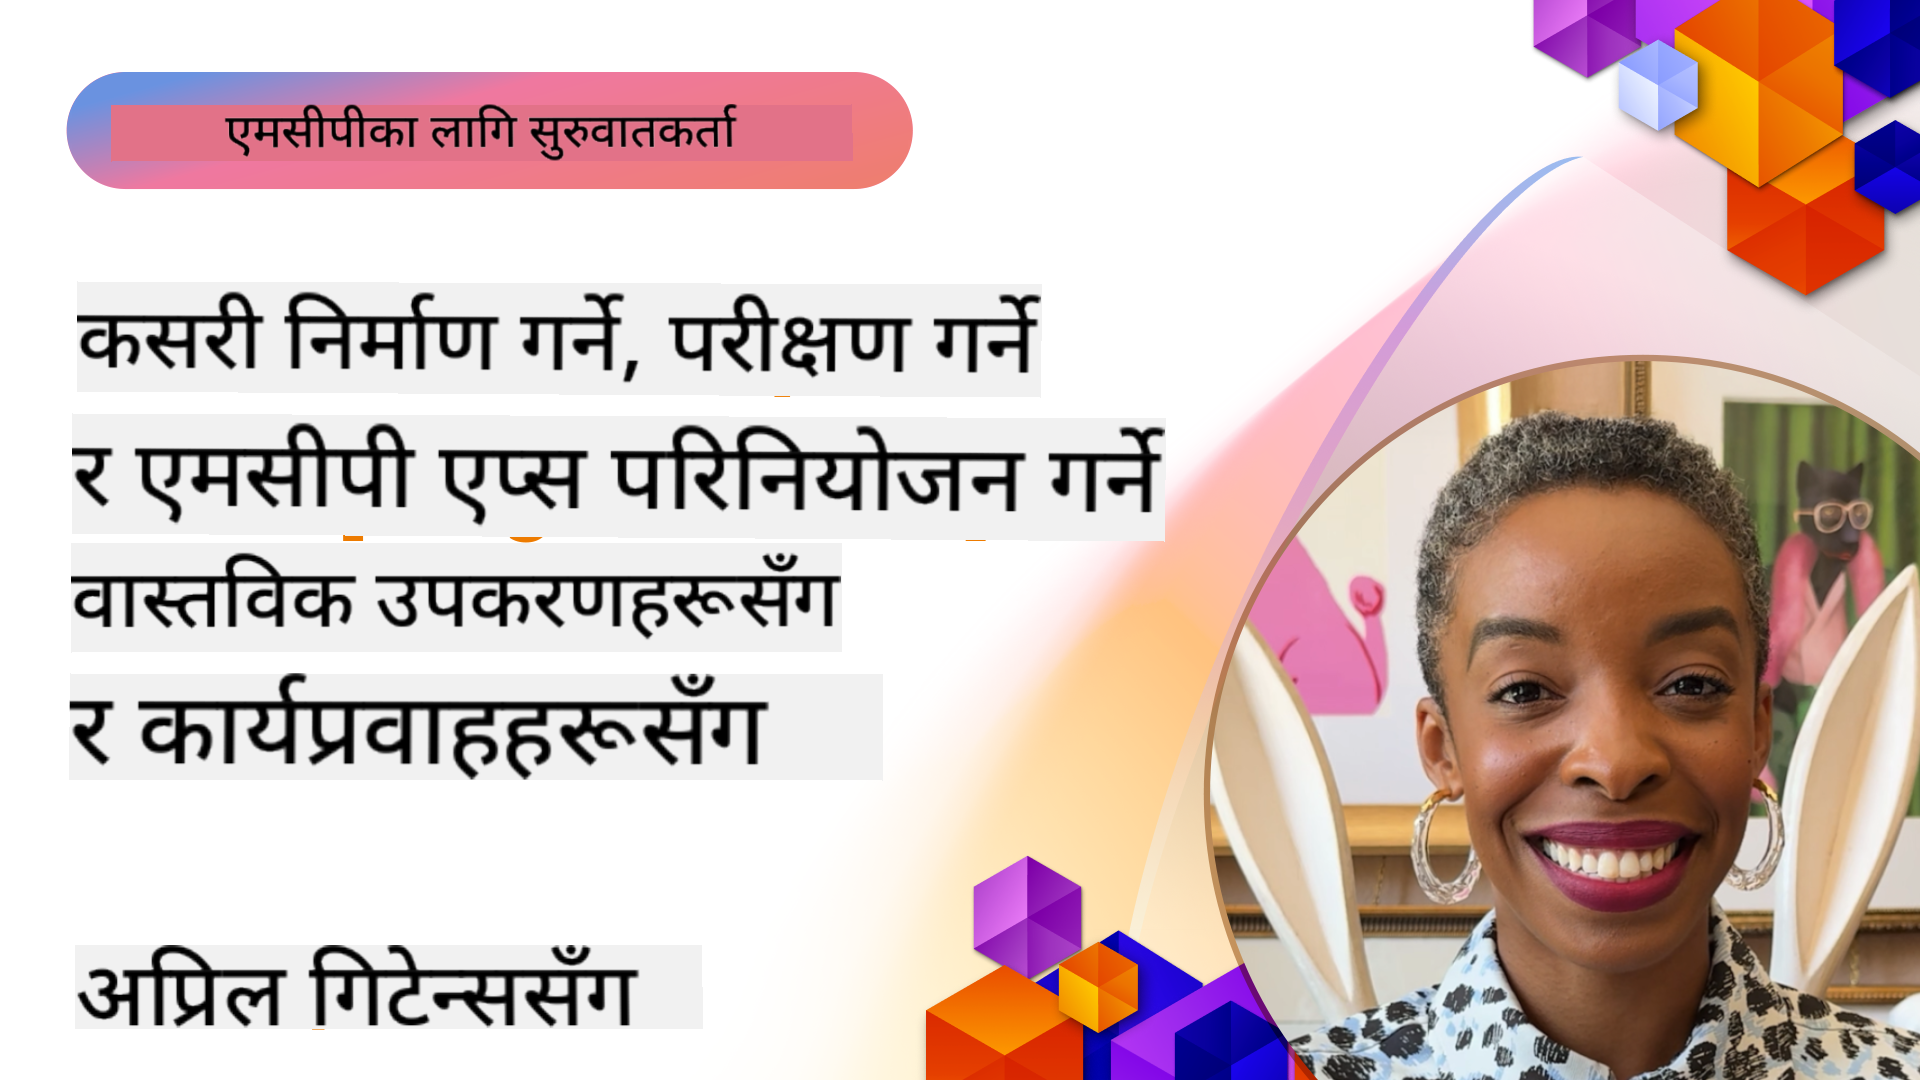 एमसीपीका लागि सुरुवातकर्ता
कसरी निर्माण गर्ने, परीक्षण गर्ने
र एमसीपी एप्स परिनियोजन गर्ने
वास्तविक उपकरणहरूसँग
र कार्यप्रवाहहरूसँग
अप्रिल गिटेन्ससँग